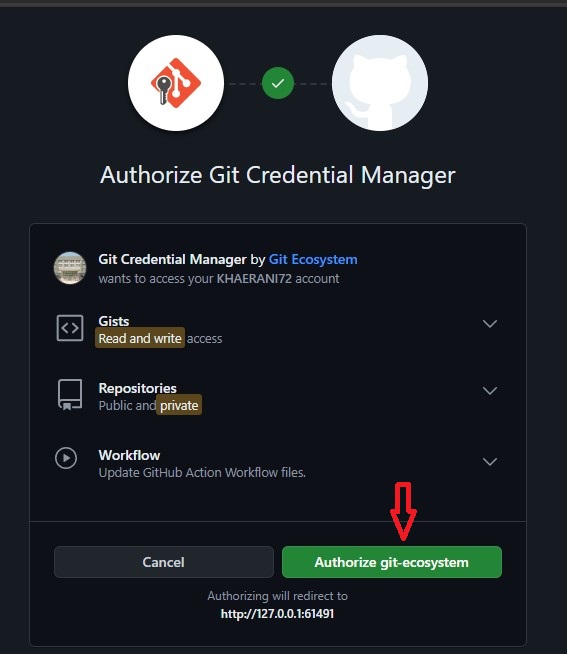 Authorize Git Credential Manager
Git Credential Manager by Git Ecosystem
wants to access your KHAERANI72 account
Gists
Read and write access
Repositories
Public and private
Workflow
Update GitHub Action Workflow files.
Cancel
Authorize git-ecosystem
Authorizing will redirect to
http://127.0.0.1:61491